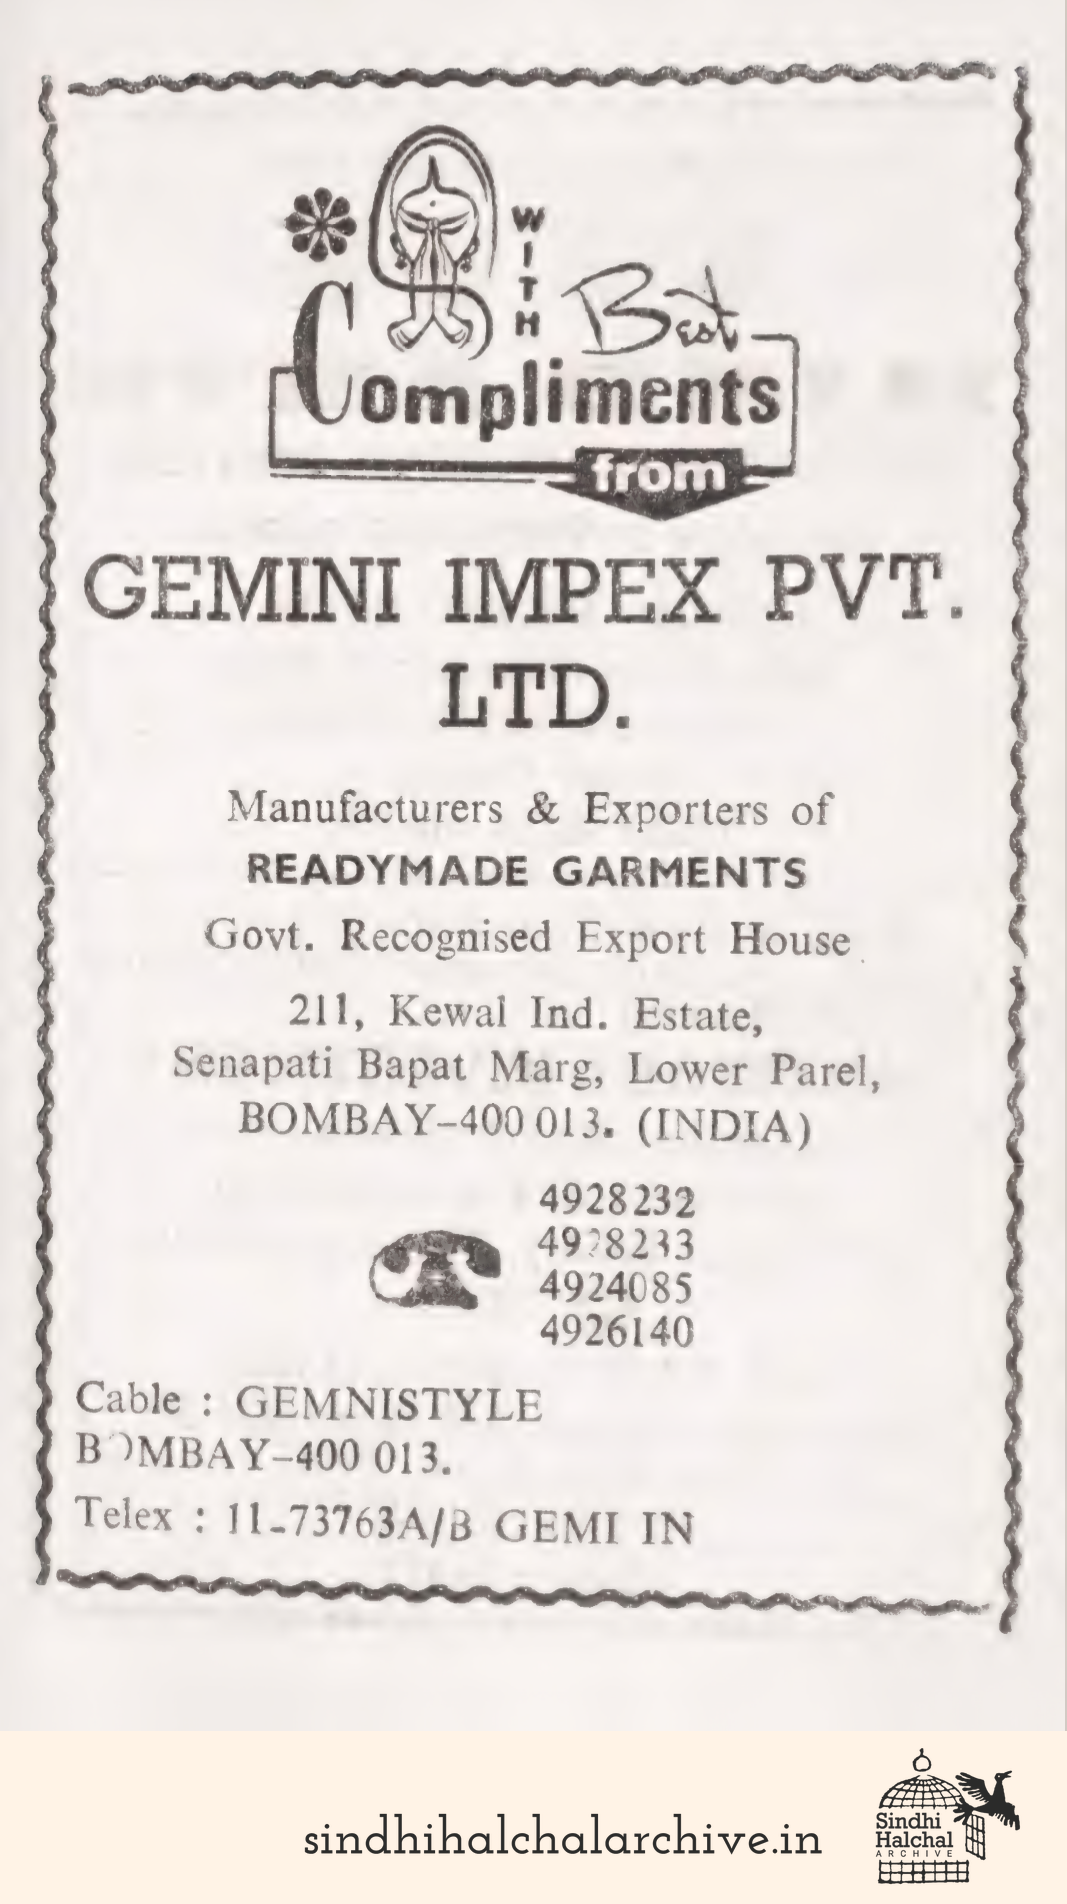 WITH Best
Compliments
from
GEMINI IMPEX PVT.
LTD.
Manufacturers & Exporters of
READYMADE GARMENTS
Govt. Recognised Export House
211, Kewal Ind. Estate,
Senapati Bapat Marg, Lower Parel,
BOMBAY-400 013. (INDIA)
4928232
4928233
4924085
4926140
Cable : GEMNISTYLE
BOMBAY-400 013.
Telex : 11-73763A/B GEMI IN
sindhihalchalarchive.in
Sindhi
Halchal
ARCHIVE